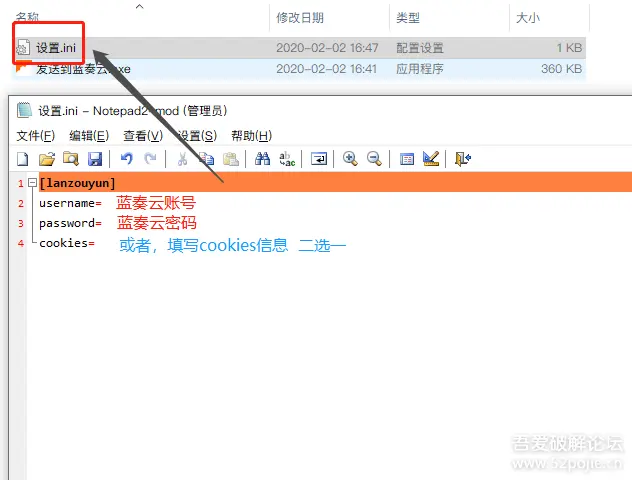 名称 修改日期 类型 大小
设置.ini 2020-02-02 16:47 配置设置 1 KB
发送到蓝奏云.exe 2020-02-02 16:41 应用程序 360 KB
设置.ini - Notepad2-mod (管理员)
文件(F) 编辑(E) 查看(V) 设置(S) 帮助(H)
1 [lanzouyun]
2 username= 蓝奏云账号
3 password= 蓝奏云密码
4 cookies= 或者，填写cookies信息 二选一
吾爱破解论坛
www.52pojie.cn